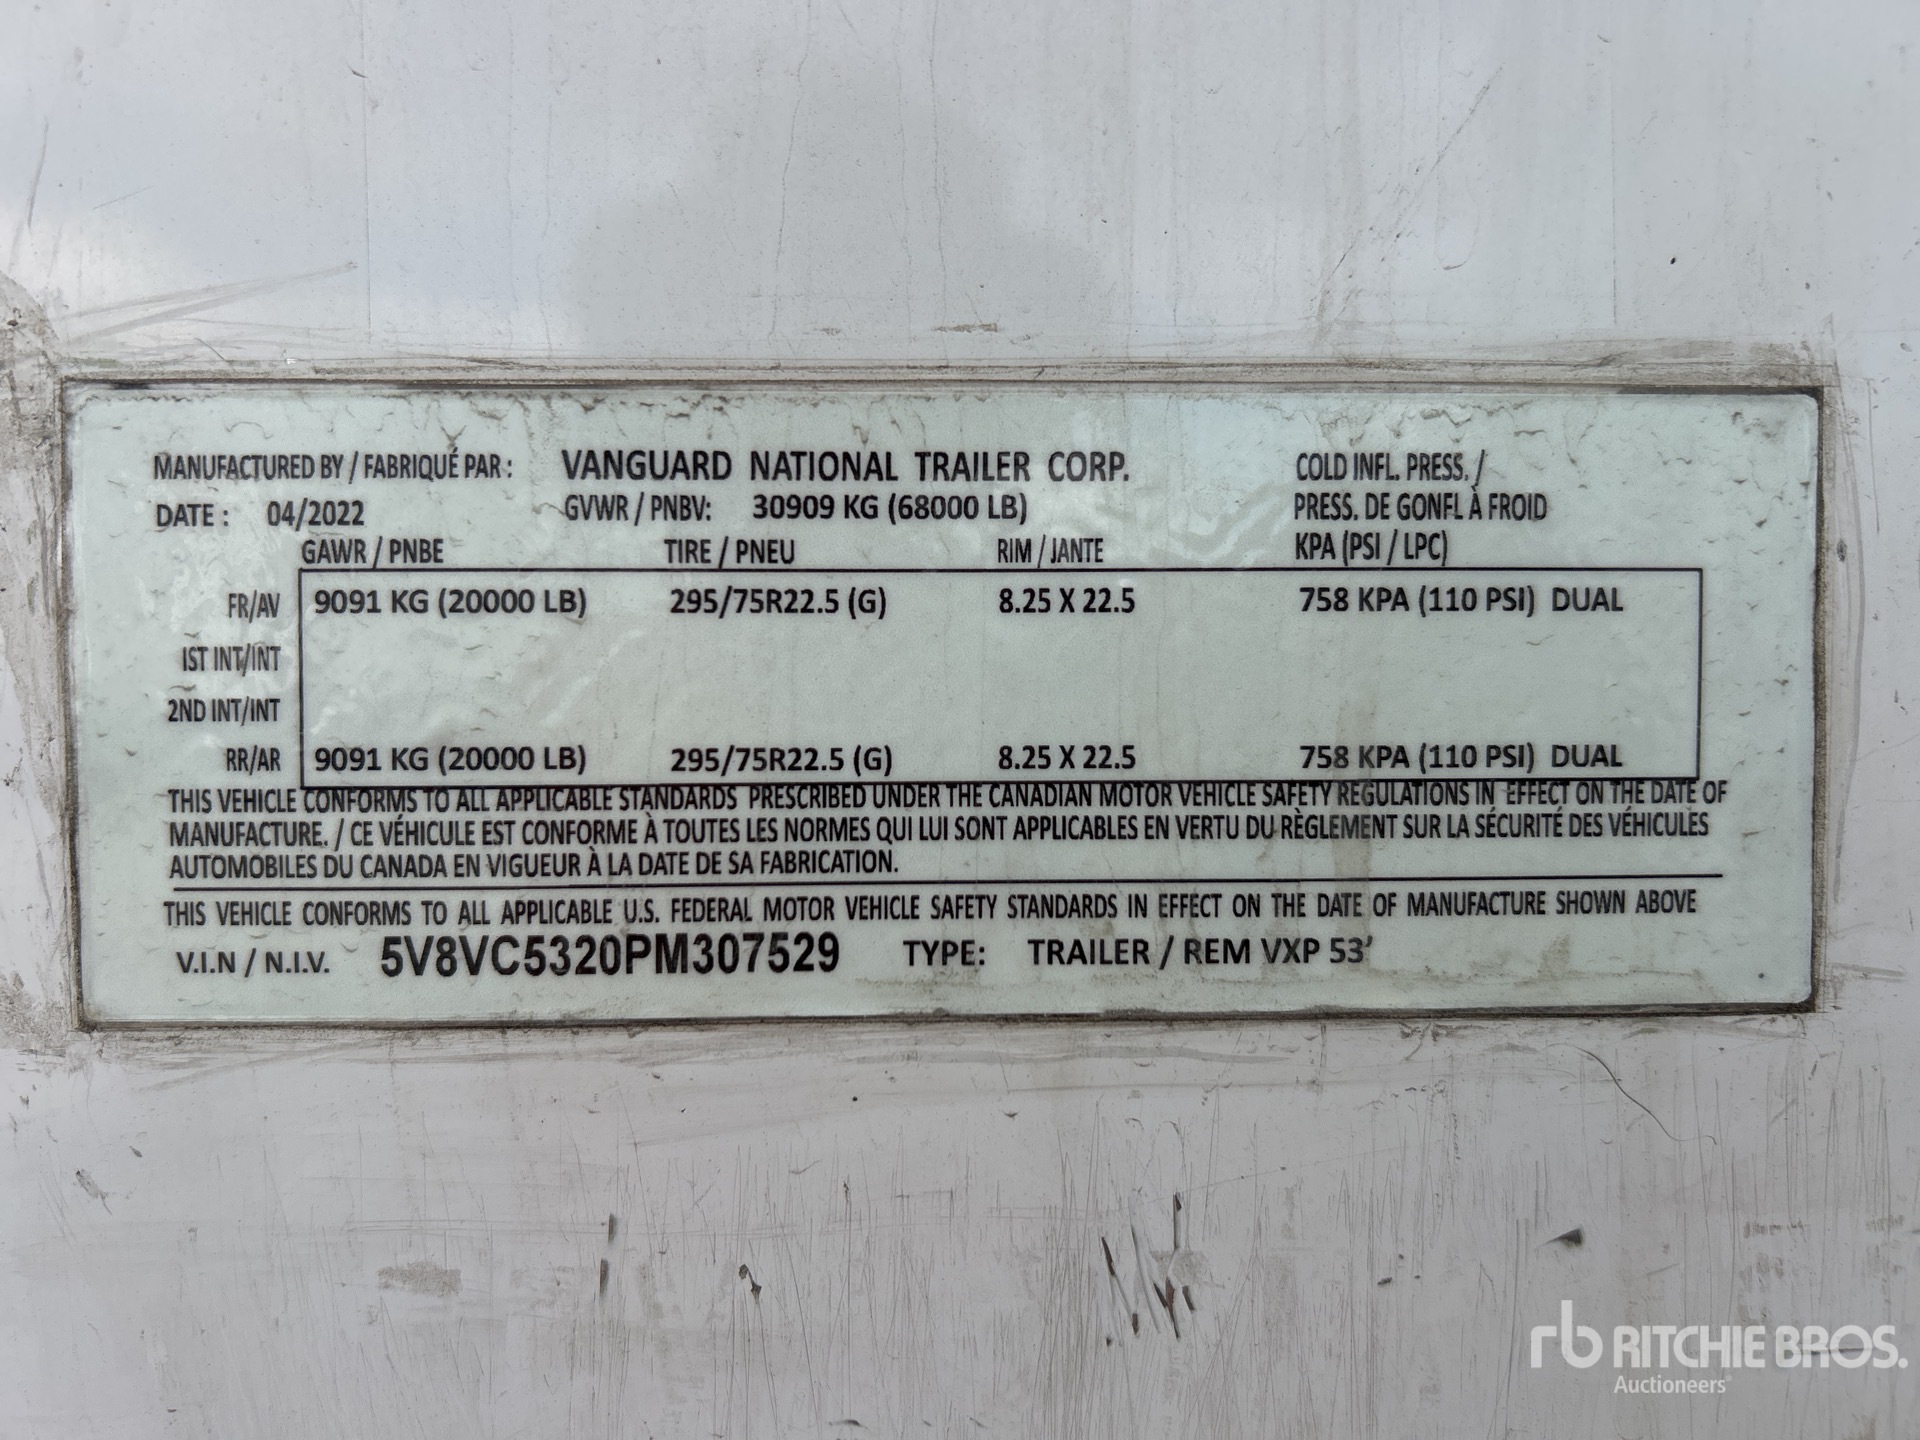 MANUFACTURED BY / FABRIQUÉ PAR : VANGUARD NATIONAL TRAILER CORP. COLD INFL. PRESS. /
DATE : 04/2022 GVWR / PNBV: 30909 KG (68000 LB) PRESS. DE GONFL À FROID
GAWR / PNBE TIRE / PNEU RIM / JANTE KPA (PSI / LPC)
FR/AV 9091 KG (20000 LB) 295/75R22.5 (G) 8.25 X 22.5 758 KPA (110 PSI) DUAL
IST INT/INT
2ND INT/INT
RR/AR 9091 KG (20000 LB) 295/75R22.5 (G) 8.25 X 22.5 758 KPA (110 PSI) DUAL
THIS VEHICLE CONFORMS TO ALL APPLICABLE STANDARDS PRESCRIBED UNDER THE CANADIAN MOTOR VEHICLE SAFETY REGULATIONS IN EFFECT ON THE DATE OF
MANUFACTURE. / CE VÉHICULE EST CONFORME À TOUTES LES NORMES QUI LUI SONT APPLICABLES EN VERTU DU RÈGLEMENT SUR LA SÉCURITÉ DES VÉHICULES
AUTOMOBILES DU CANADA EN VIGUEUR À LA DATE DE SA FABRICATION.
THIS VEHICLE CONFORMS TO ALL APPLICABLE U.S. FEDERAL MOTOR VEHICLE SAFETY STANDARDS IN EFFECT ON THE DATE OF MANUFACTURE SHOWN ABOVE
V.I.N / N.I.V. 5V8VC5320PM307529 TYPE: TRAILER / REM VXP 53'
rb RITCHIE BROS.
Auctioneers